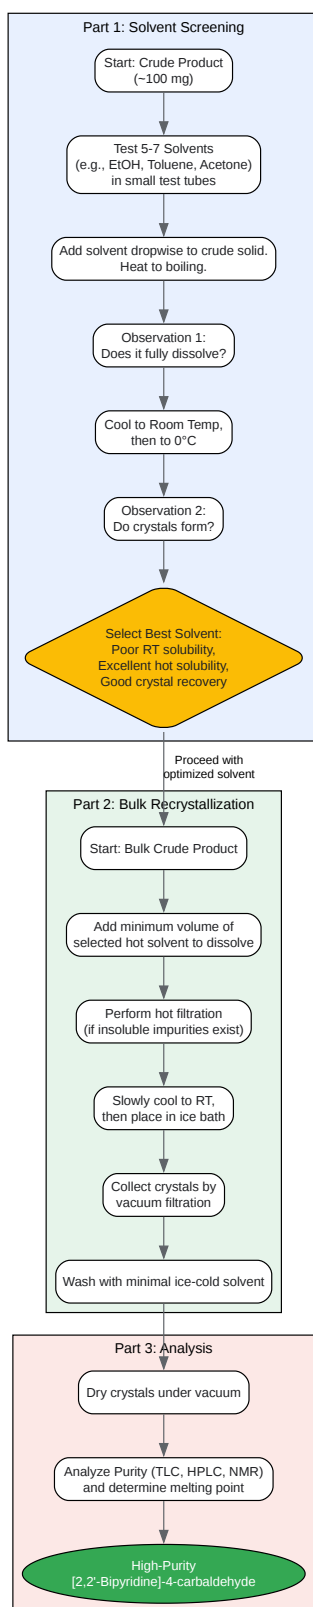 Part 1: Solvent Screening
Start: Crude Product
(~100 mg)
Test 5-7 Solvents
(e.g., EtOH, Toluene, Acetone)
in small test tubes
Add solvent dropwise to crude solid.
Heat to boiling.
Observation 1:
Does it fully dissolve?
Cool to Room Temp,
then to 0°C
Observation 2:
Do crystals form?
Select Best Solvent:
Poor RT solubility,
Excellent hot solubility,
Good crystal recovery
Proceed with
optimized solvent
Part 2: Bulk Recrystallization
Start: Bulk Crude Product
Add minimum volume of
selected hot solvent to dissolve
Perform hot filtration
(if insoluble impurities exist)
Slowly cool to RT,
then place in ice bath
Collect crystals by
vacuum filtration
Wash with minimal ice-cold solvent
Part 3: Analysis
Dry crystals under vacuum
Analyze Purity (TLC, HPLC, NMR)
and determine melting point
High-Purity
[2,2'-Bipyridine]-4-carbaldehyde